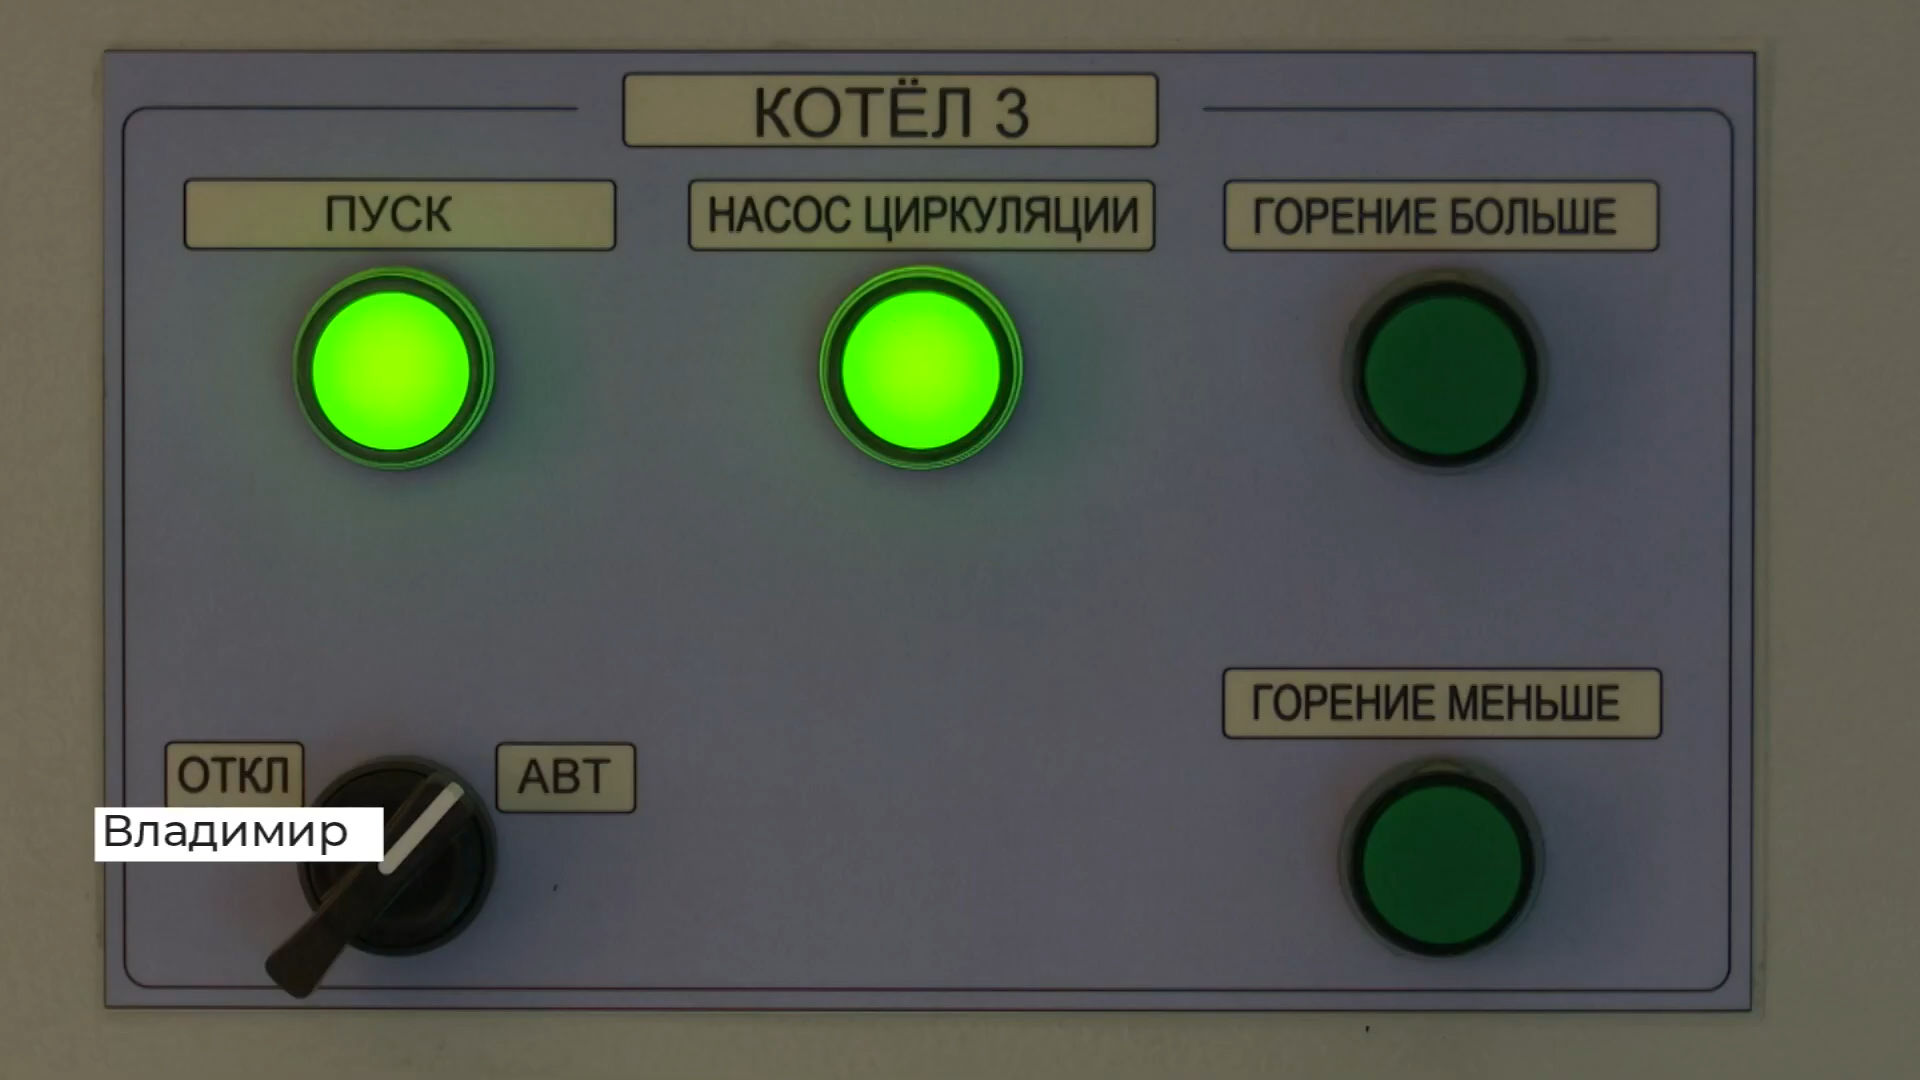 КОТЁЛ 3
ПУСК
НАСОС ЦИРКУЛЯЦИИ
ГОРЕНИЕ БОЛЬШЕ
ГОРЕНИЕ МЕНЬШЕ
ОТКЛ
АВТ
Владимир